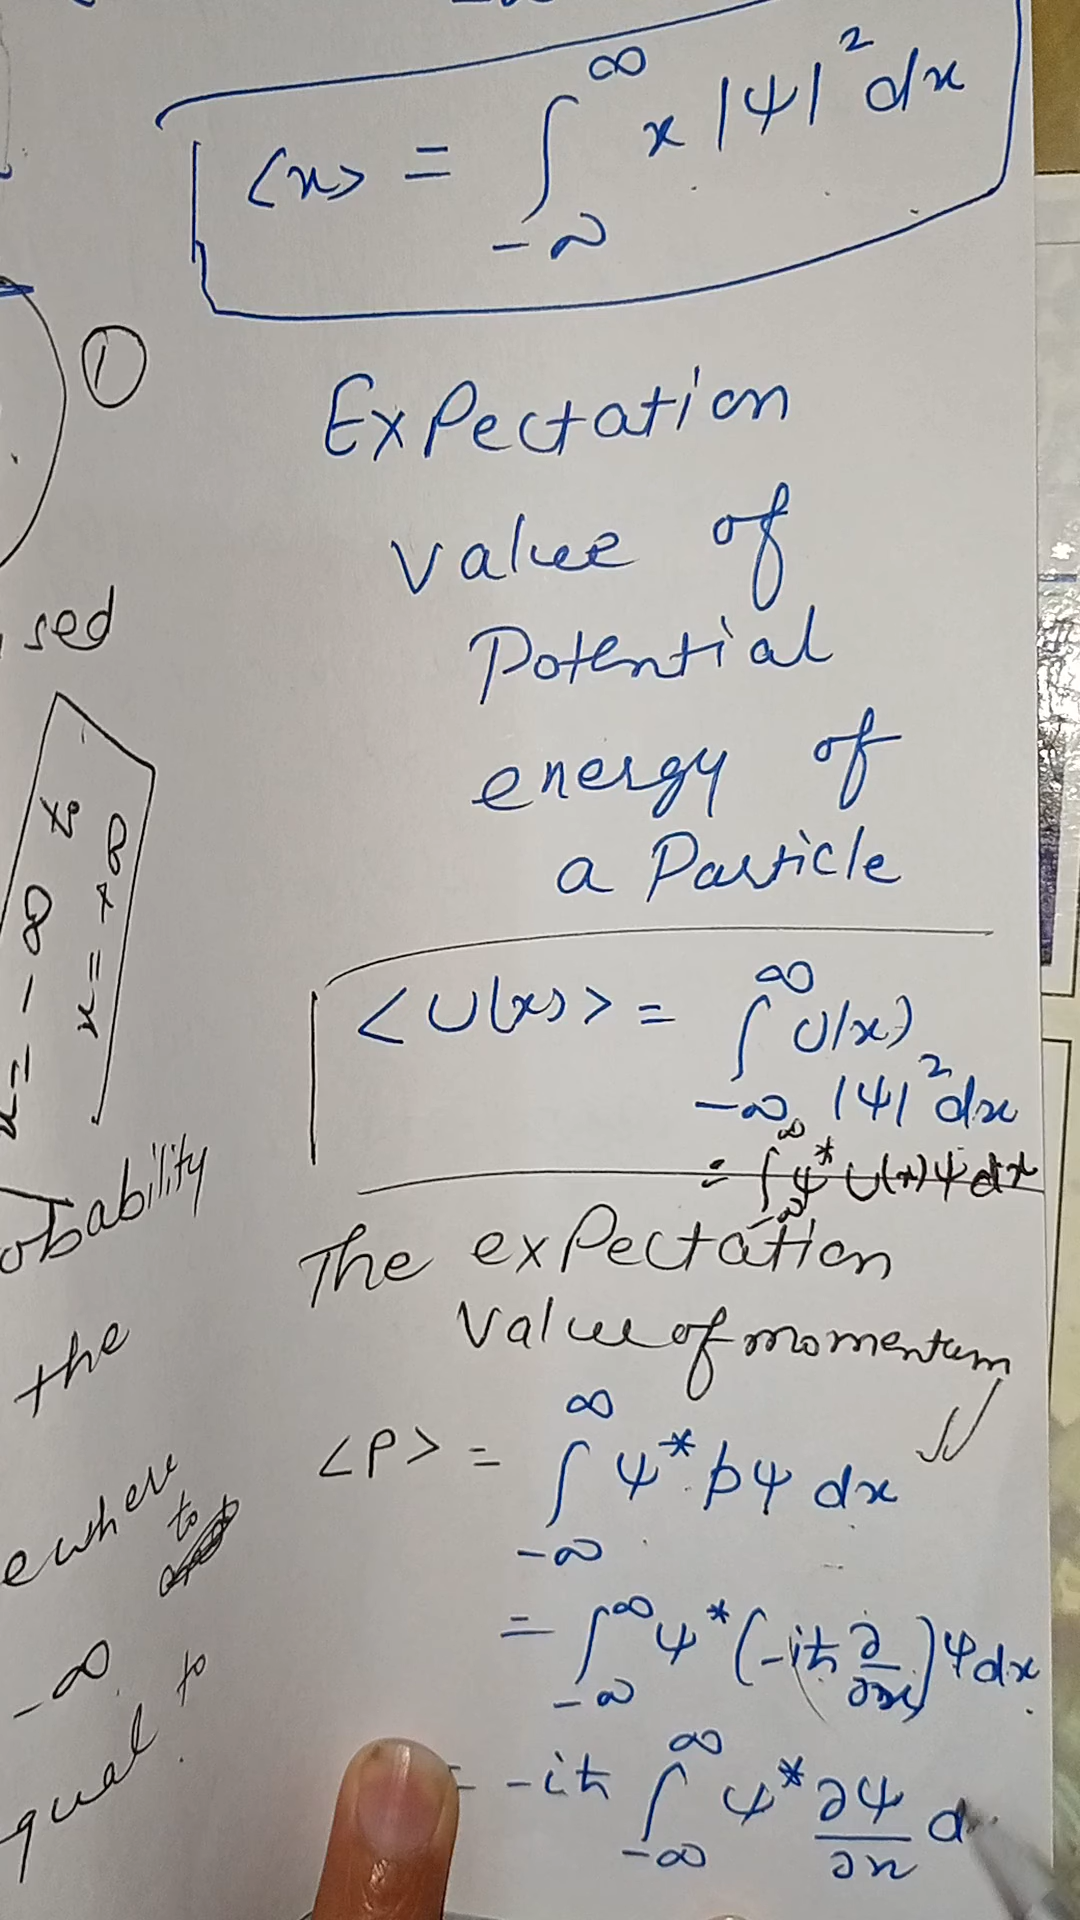 <x> = ∫_{-∞}^{∞} x |ψ|² dx
①
Expectation
value of
Potential
energy of
a Particle
<U(x)> = ∫_{-∞}^{∞} U(x)
|ψ|² dx
= ∫_{-∞}^{∞} ψ* U(x) ψ dx
The expectation
Value of momentum
<P> = ∫_{-∞}^{∞} ψ* p ψ dx
= ∫_{-∞}^{∞} ψ* (-iħ ∂/∂x) ψ dx
= -iħ ∫_{-∞}^{∞} ψ* ∂ψ/∂x d
sed
x = -∞
to
x = +∞
obability
the
ewhere
to
-∞ to
qual